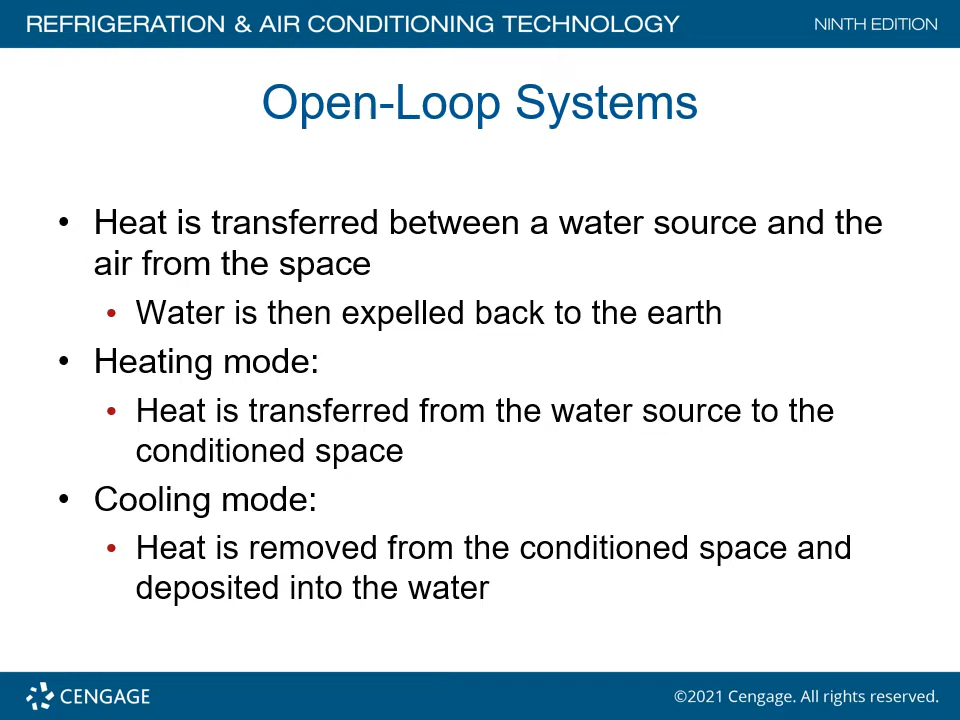 REFRIGERATION & AIR CONDITIONING TECHNOLOGY
NINTH EDITION
Open-Loop Systems
• Heat is transferred between a water source and the
air from the space
• Water is then expelled back to the earth
• Heating mode:
• Heat is transferred from the water source to the
conditioned space
• Cooling mode:
• Heat is removed from the conditioned space and
deposited into the water
CENGAGE
©2021 Cengage. All rights reserved.